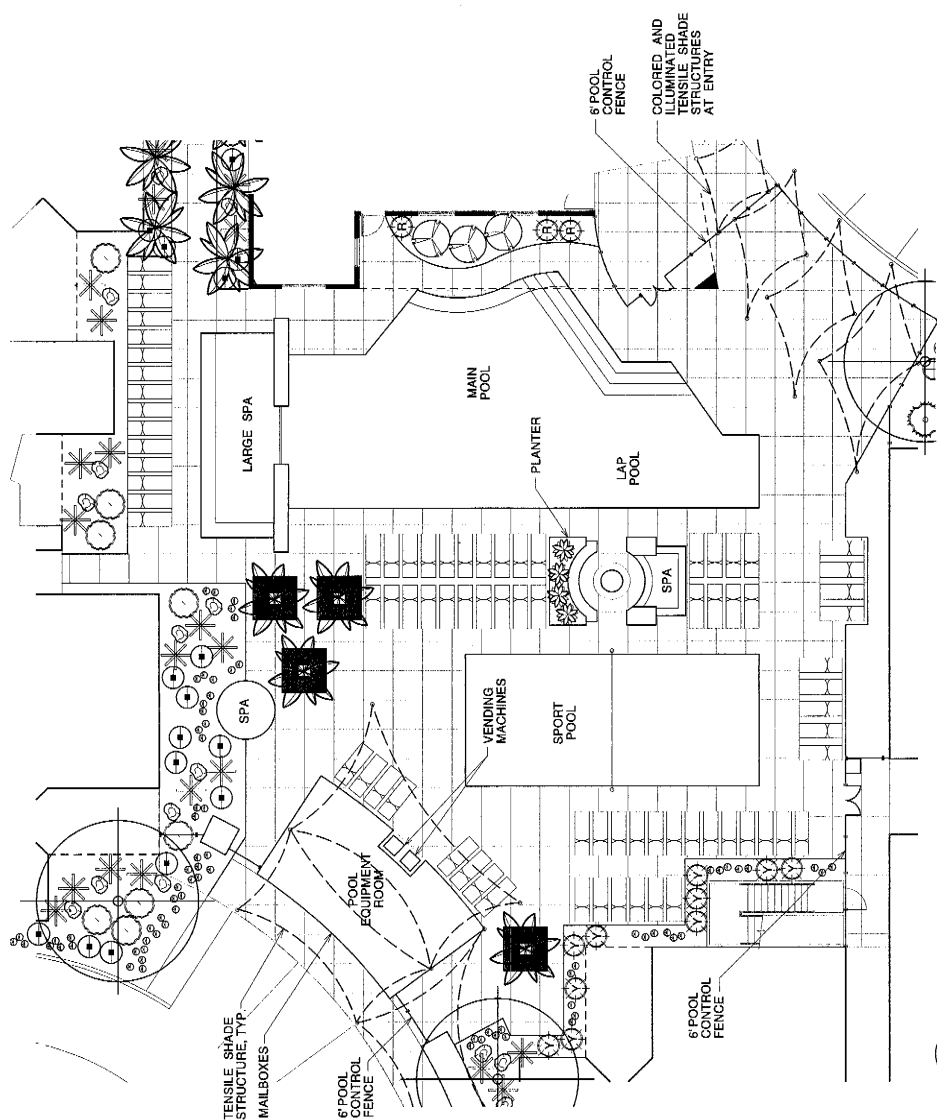 TENSILE SHADE
STRUCTURE, TYP.
MAILBOXES
6' POOL
CONTROL
FENCE
POOL
EQUIPMENT
ROOM
SPA
VENDING
MACHINES
SPORT
POOL
6' POOL
CONTROL
FENCE
LARGE SPA
PLANTER
SPA
MAIN
POOL
LAP
POOL
6' POOL
CONTROL
FENCE
COLORED AND
ILLUMINATED
TENSILE SHADE
STRUCTURES
AT ENTRY
R
R
R
Y
Y
Y
Y
Y
Y
Y
Y
Y
Y